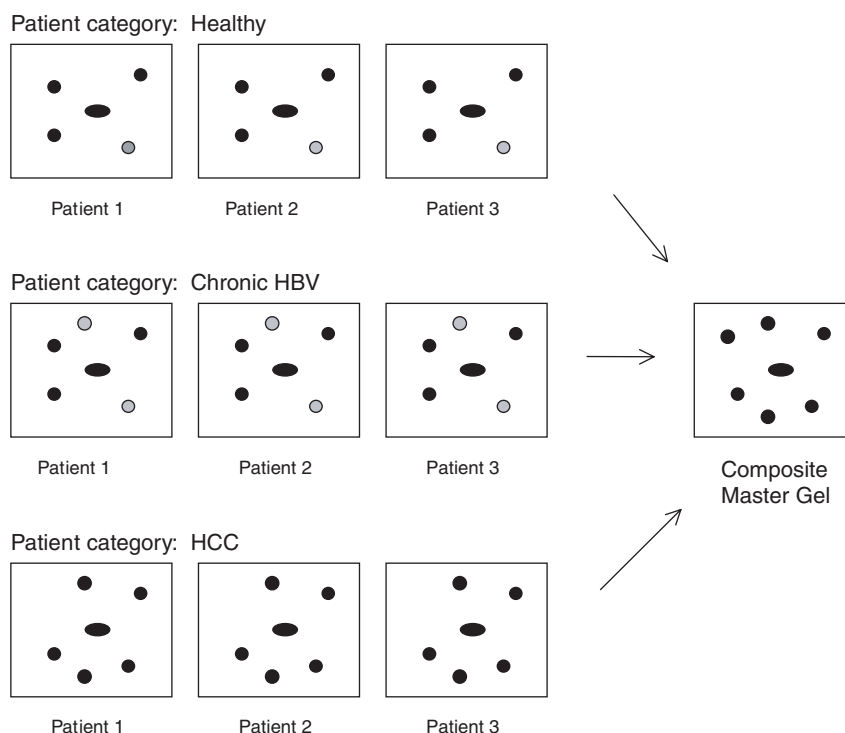 Patient category: Healthy
Patient 1
Patient 2
Patient 3
Patient category: Chronic HBV
Patient 1
Patient 2
Patient 3
Composite
Master Gel
Patient category: HCC
Patient 1
Patient 2
Patient 3